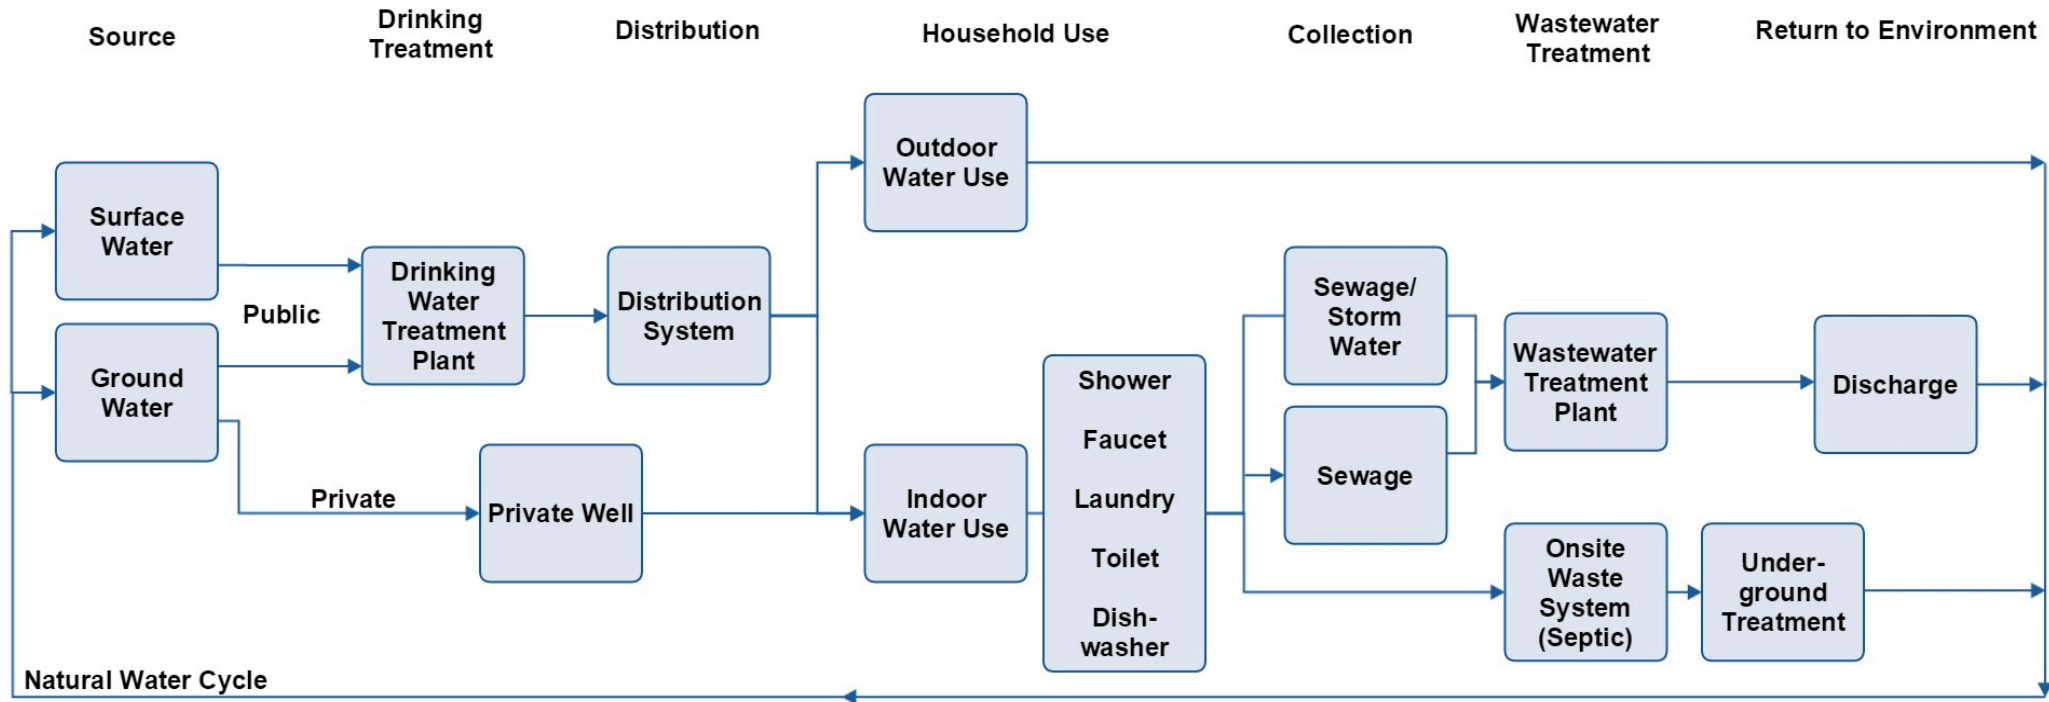 Source
Drinking
Treatment
Distribution
Household Use
Collection
Wastewater
Treatment
Return to Environment
Surface
Water
Ground
Water
Public
Private
Drinking
Water
Treatment
Plant
Private Well
Distribution
System
Outdoor
Water Use
Indoor
Water Use
Shower
Faucet
Laundry
Toilet
Dish-
washer
Sewage/
Storm
Water
Sewage
Wastewater
Treatment
Plant
Onsite
Waste
System
(Septic)
Under-
ground
Treatment
Discharge
Natural Water Cycle